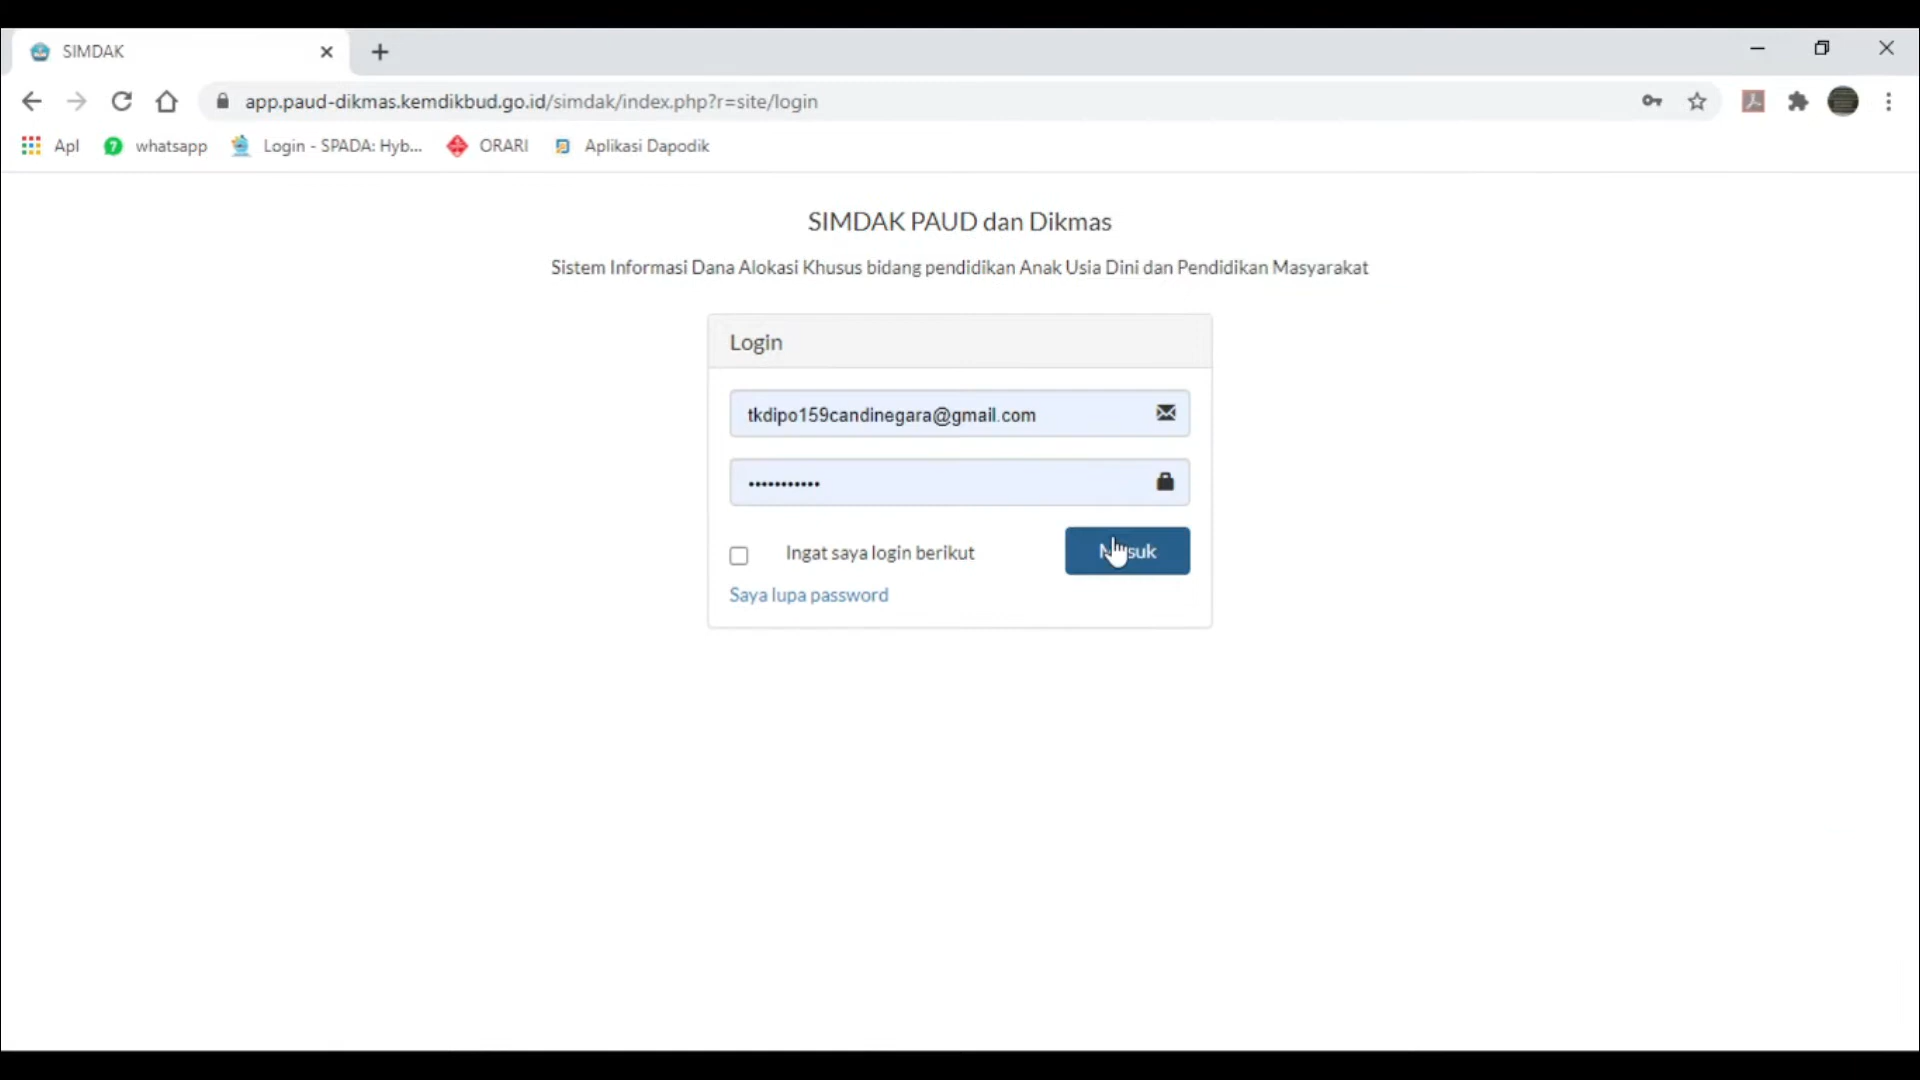 SIMDAK
app.paud-dikmas.kemdikbud.go.id/simdak/index.php?r=site/login
Apl whatsapp Login - SPADA: Hyb... ORARI Aplikasi Dapodik
SIMDAK PAUD dan Dikmas
Sistem Informasi Dana Alokasi Khusus bidang pendidikan Anak Usia Dini dan Pendidikan Masyarakat
Login
tkdipo159candinegara@gmail.com
•••••••••••
Ingat saya login berikut
Saya lupa password